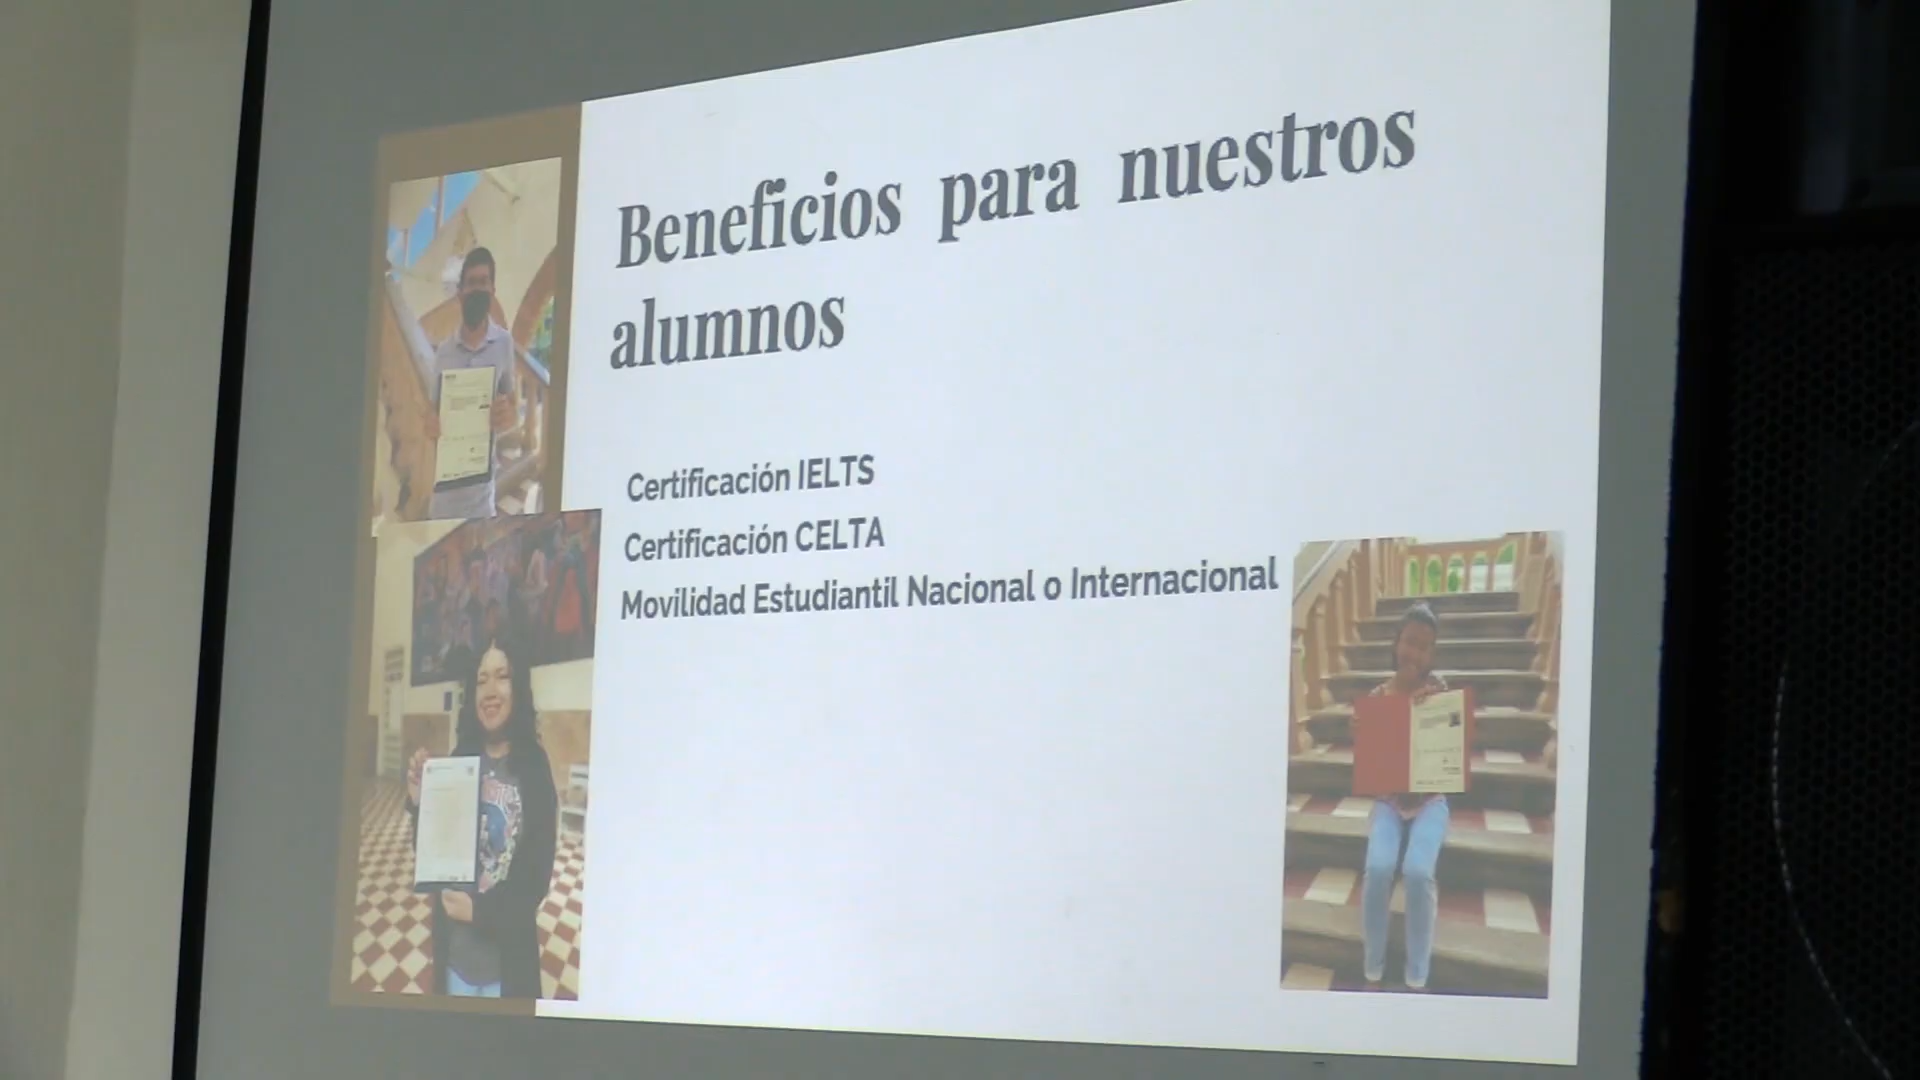 Beneficios para nuestros
alumnos
Certificación IELTS
Certificación CELTA
Movilidad Estudiantil Nacional o Internacional